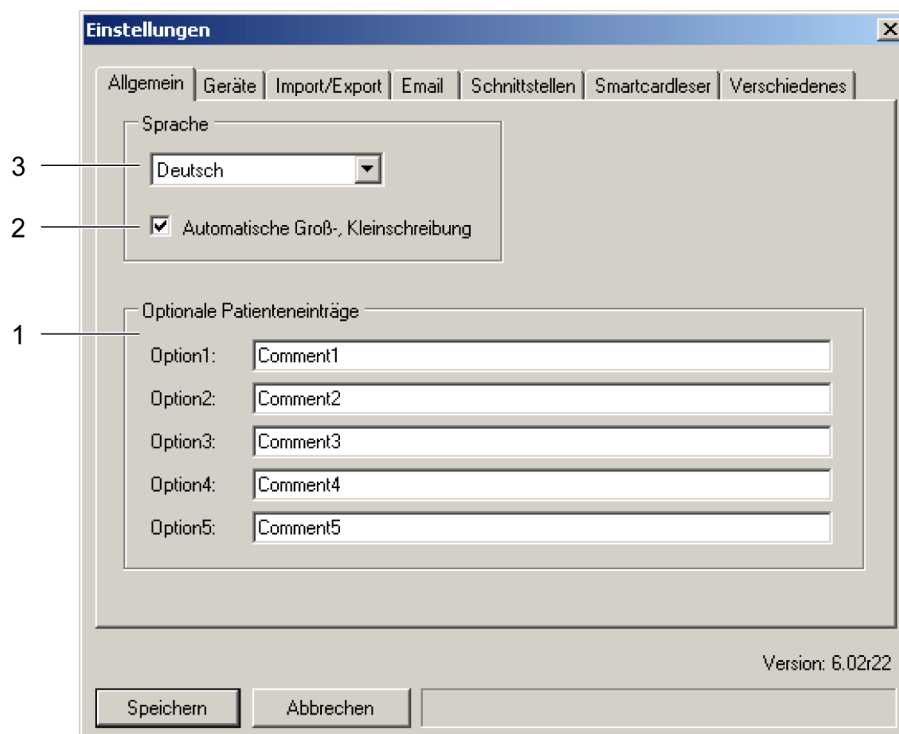 Einstellungen
Allgemein Geräte Import/Export Email Schnittstellen Smartcardleser Verschiedenes
Sprache
3 Deutsch
2 Automatische Groß-, Kleinschreibung
Optionale Patienteneinträge
1
Option1: Comment1
Option2: Comment2
Option3: Comment3
Option4: Comment4
Option5: Comment5
Version: 6.02r22
Speichern Abbrechen